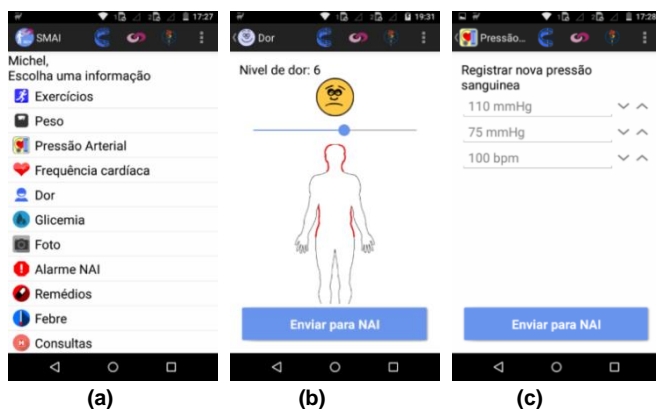 17:27
SMAI
Michel,
Escolha uma informação
Exercícios
Peso
Pressão Arterial
Frequência cardíaca
Dor
Glicemia
Foto
Alarme NAI
Remédios
Febre
Consultas
(a)
19:31
Dor
Nivel de dor: 6
Enviar para NAI
(b)
17:28
Pressão...
Registrar nova pressão
sanguinea
110 mmHg
75 mmHg
100 bpm
Enviar para NAI
(c)